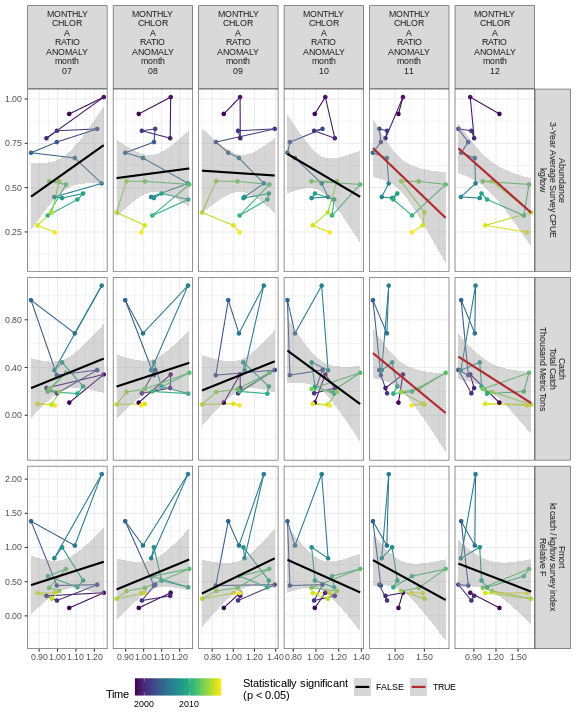 MONTHLY
CHLOR
A
RATIO
ANOMALY
month
07
MONTHLY
CHLOR
A
RATIO
ANOMALY
month
08
MONTHLY
CHLOR
A
RATIO
ANOMALY
month
09
MONTHLY
CHLOR
A
RATIO
ANOMALY
month
10
MONTHLY
CHLOR
A
RATIO
ANOMALY
month
11
MONTHLY
CHLOR
A
RATIO
ANOMALY
month
12
1.00
0.75
0.50
0.25
Abundance
3-Year Average Survey CPUE
kg/tow
0.80
0.40
0.00
Catch
Total Catch
Thousand Metric Tons
2.00
1.50
1.00
0.50
0.00
Fmort
kt catch / kg/tow survey index
Relative F
0.90 1.00 1.10 1.20
0.80 1.00 1.20
0.80 1.00 1.20 1.40
0.80 1.00 1.20 1.40
1.00 1.50
0.90 1.20 1.50
Time
2000 2010
Statistically significant
(p < 0.05)
FALSE
TRUE